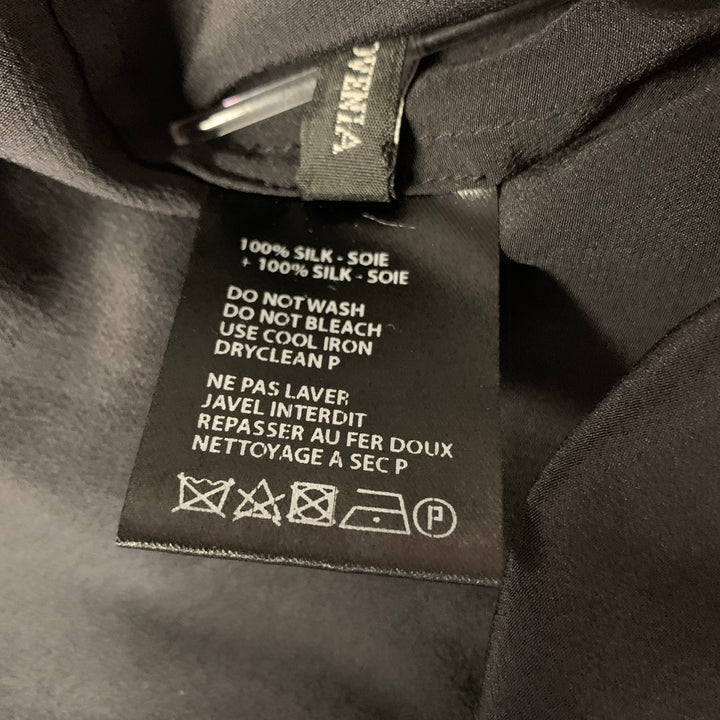 100% SILK - SOIE
+ 100% SILK - SOIE
DO NOT WASH
DO NOT BLEACH
USE COOL IRON
DRYCLEAN P
NE PAS LAVER
JAVEL INTERDIT
REPASSER AU FER DOUX
NETTOYAGE A SEC P
P